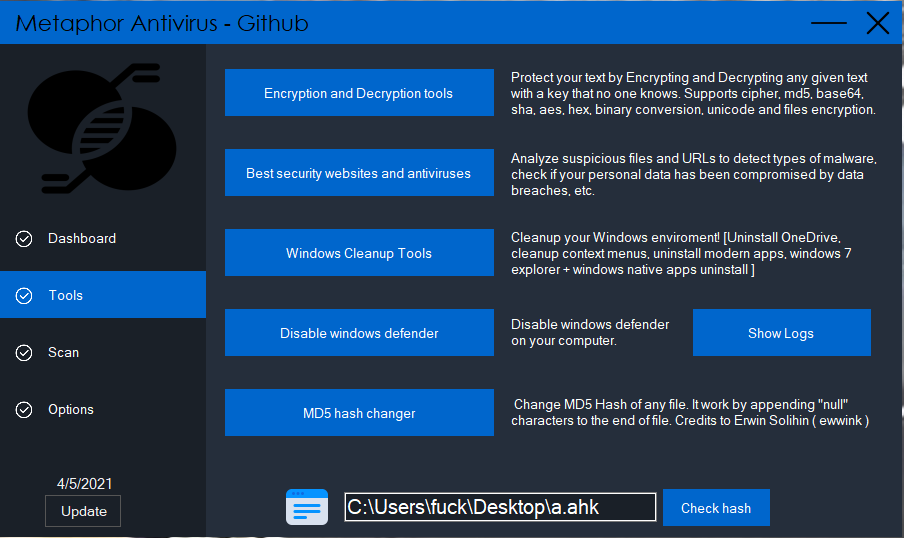 Metaphor Antivirus - Github
Encryption and Decryption tools
Protect your text by Encrypting and Decrypting any given text
with a key that no one knows. Supports cipher, md5, base64,
sha, aes, hex, binary conversion, unicode and files encryption.
Best security websites and antiviruses
Analyze suspicious files and URLs to detect types of malware,
check if your personal data has been compromised by data
breaches, etc.
Dashboard
Windows Cleanup Tools
Cleanup your Windows enviroment! [Uninstall OneDrive,
cleanup context menus, uninstall modern apps, windows 7
explorer + windows native apps uninstall ]
Tools
Disable windows defender
Disable windows defender
on your computer.
Show Logs
Scan
MD5 hash changer
Change MD5 Hash of any file. It work by appending "null"
characters to the end of file. Credits to Erwin Solihin ( ewwink )
Options
4/5/2021
Update
C:\Users\fuck\Desktop\a.ahk
Check hash